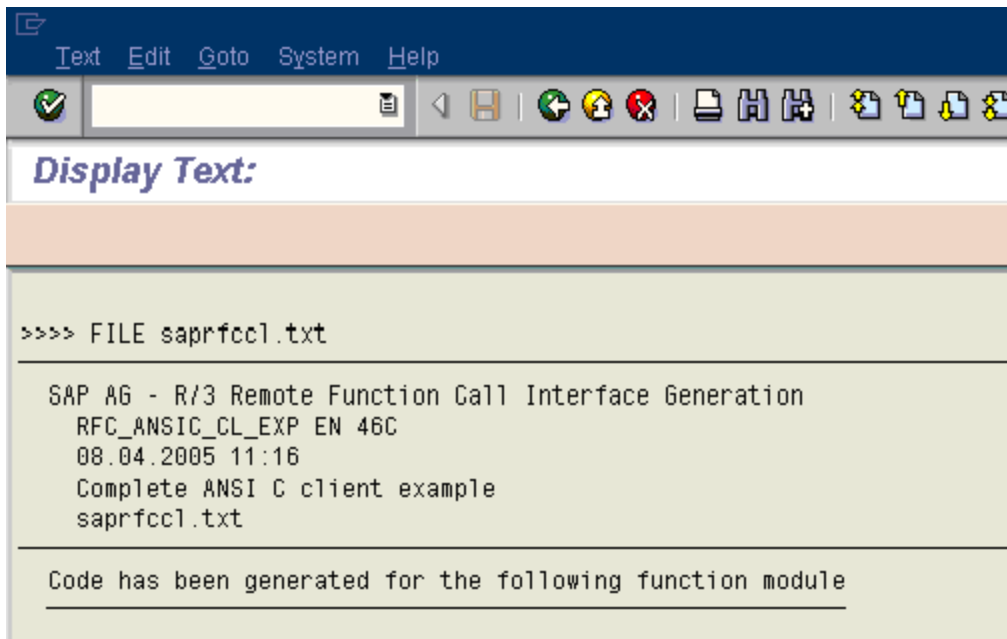 Text Edit Goto System Help
Display Text:
>>>> FILE saprfccl.txt
SAP AG - R/3 Remote Function Call Interface Generation
RFC_ANSIC_CL_EXP EN 46C
08.04.2005 11:16
Complete ANSI C client example
saprfccl.txt
Code has been generated for the following function module